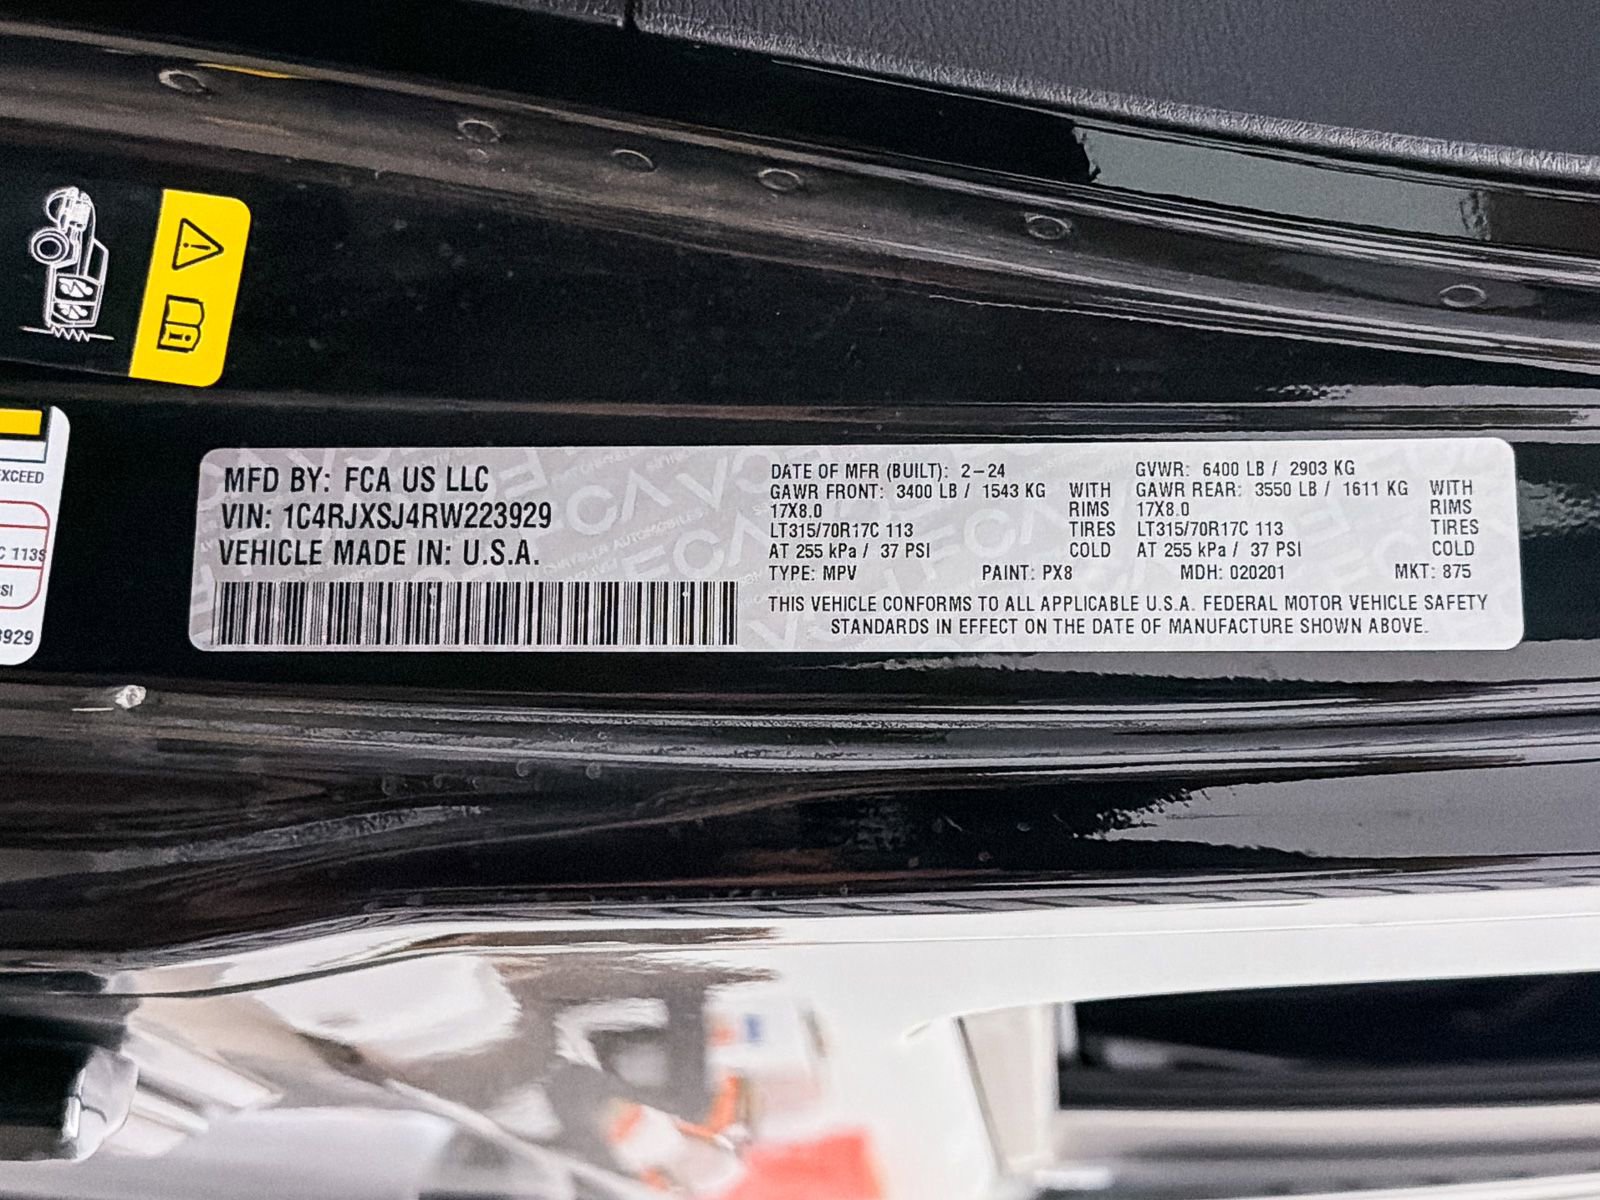 EXCEED
C 113S
SI
3929
MFD BY: FCA US LLC
VIN: 1C4RJXSJ4RW223929
VEHICLE MADE IN: U.S.A.
DATE OF MFR (BUILT): 2-24
GAWR FRONT: 3400 LB / 1543 KG WITH
17X8.0 RIMS
LT315/70R17C 113 TIRES
AT 255 kPa / 37 PSI COLD
GVWR: 6400 LB / 2903 KG
GAWR REAR: 3550 LB / 1611 KG WITH
17X8.0 RIMS
LT315/70R17C 113 TIRES
AT 255 kPa / 37 PSI COLD
TYPE: MPV PAINT: PX8 MDH: 020201 MKT: 875
THIS VEHICLE CONFORMS TO ALL APPLICABLE U.S.A. FEDERAL MOTOR VEHICLE SAFETY
STANDARDS IN EFFECT ON THE DATE OF MANUFACTURE SHOWN ABOVE.